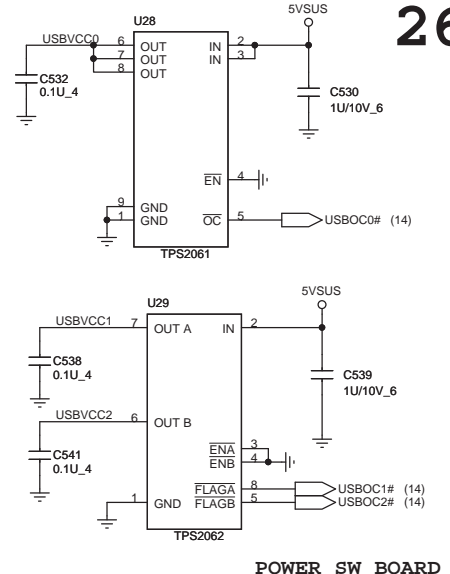 26
U28
5VSUS
USBVCC0 6 OUT IN 2
7 OUT IN 3
8 OUT
C532
0.1U_4
C530
1U/10V_6
EN 4
9 GND
1 GND OC 5 USBOC0# (14)
TPS2061
5VSUS
U29
USBVCC1 7 OUT A IN 2
C538
0.1U_4
C539
1U/10V_6
USBVCC2 6 OUT B
C541
0.1U_4
ENA 3
ENB 4
FLAGA 8 USBOC1# (14)
1 GND FLAGB 5 USBOC2# (14)
TPS2062
POWER SW BOARD